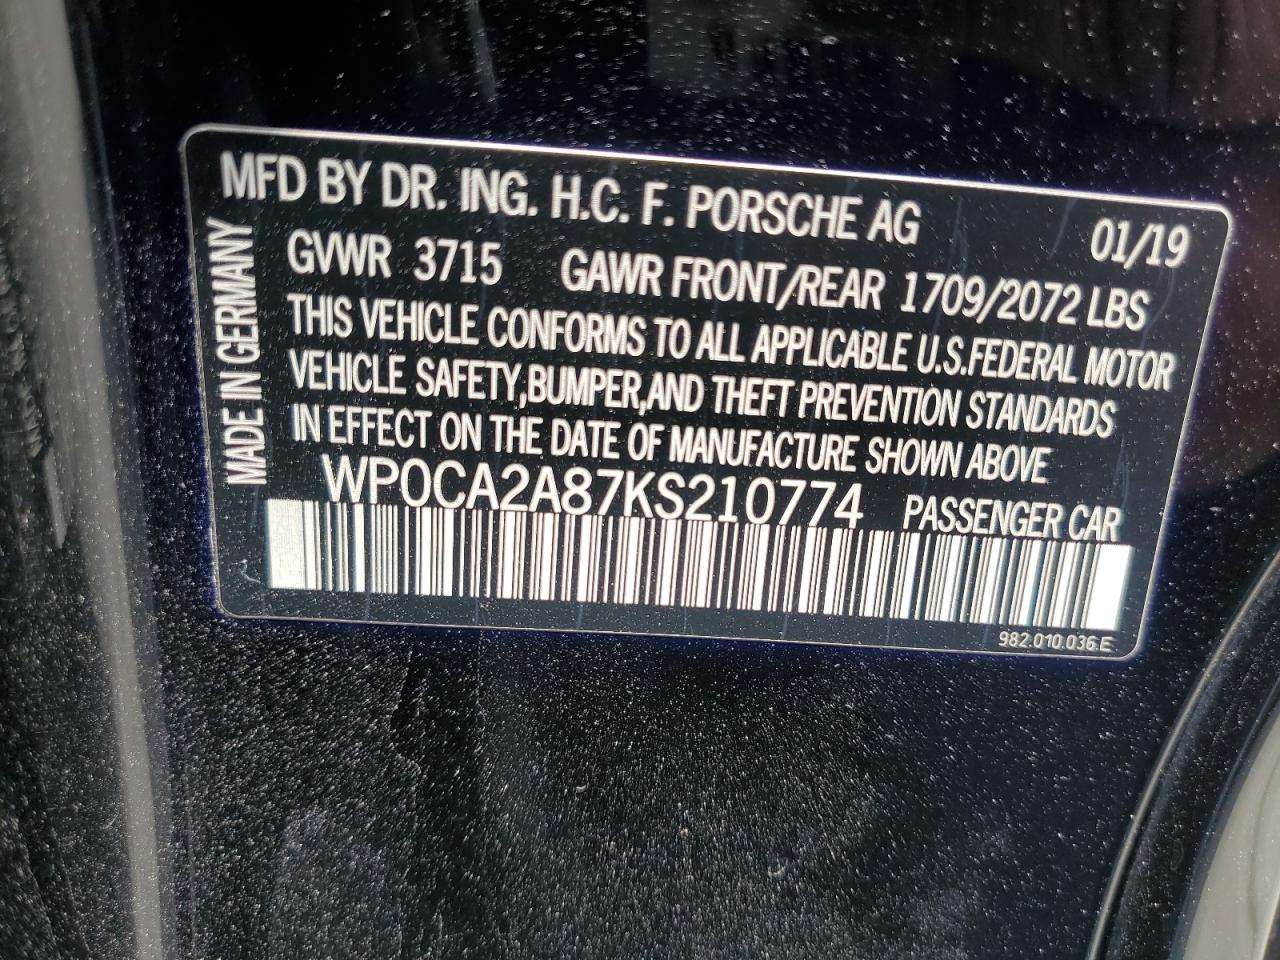 MFD BY DR. ING. H.C. F. PORSCHE AG 01/19
MADE IN GERMANY
GVWR 3715 GAWR FRONT/REAR 1709/2072 LBS
THIS VEHICLE CONFORMS TO ALL APPLICABLE U.S.FEDERAL MOTOR
VEHICLE SAFETY,BUMPER,AND THEFT PREVENTION STANDARDS
IN EFFECT ON THE DATE OF MANUFACTURE SHOWN ABOVE
WP0CA2A87KS210774 PASSENGER CAR
982.010.036.E